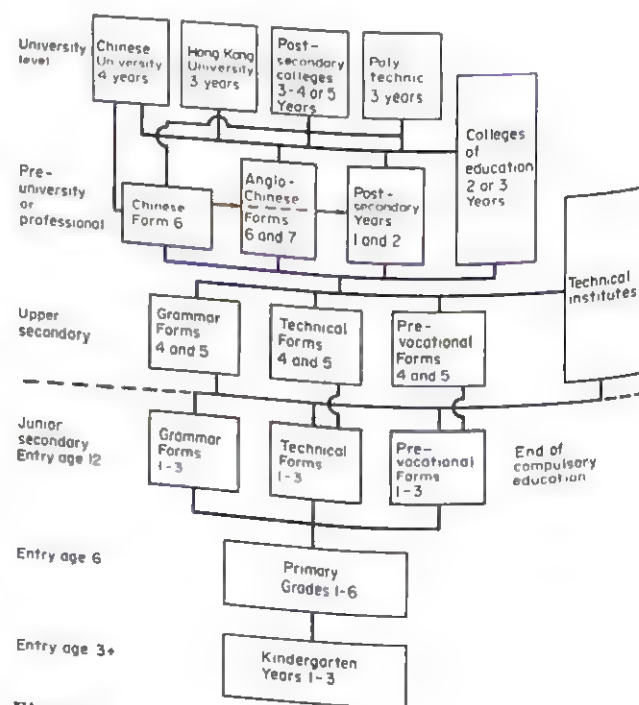 University
level
Chinese
University
4 years
Hong Kong
University
3 years
Post-
secondary
colleges
3-4 or 5
Years
Poly
technic
3 years
Colleges
of
education
2 or 3
Years
Pre-
university
or
professional
Chinese
Form 6
Anglo-
Chinese
Forms
6 and 7
Post-
secondary
Years
1 and 2
Technical
institutes
Upper
secondary
Grammar
Forms
4 and 5
Technical
Forms
4 and 5
Pre-
vocational
Forms
4 and 5
Junior
secondary
Entry age 12
Grammar
Forms
1-3
Technical
Forms
1-3
Pre-
vocational
Forms
1-3
End of
compulsory
education
Entry age 6
Primary
Grades 1-6
Entry age 3+
Kindergarten
Years 1-3